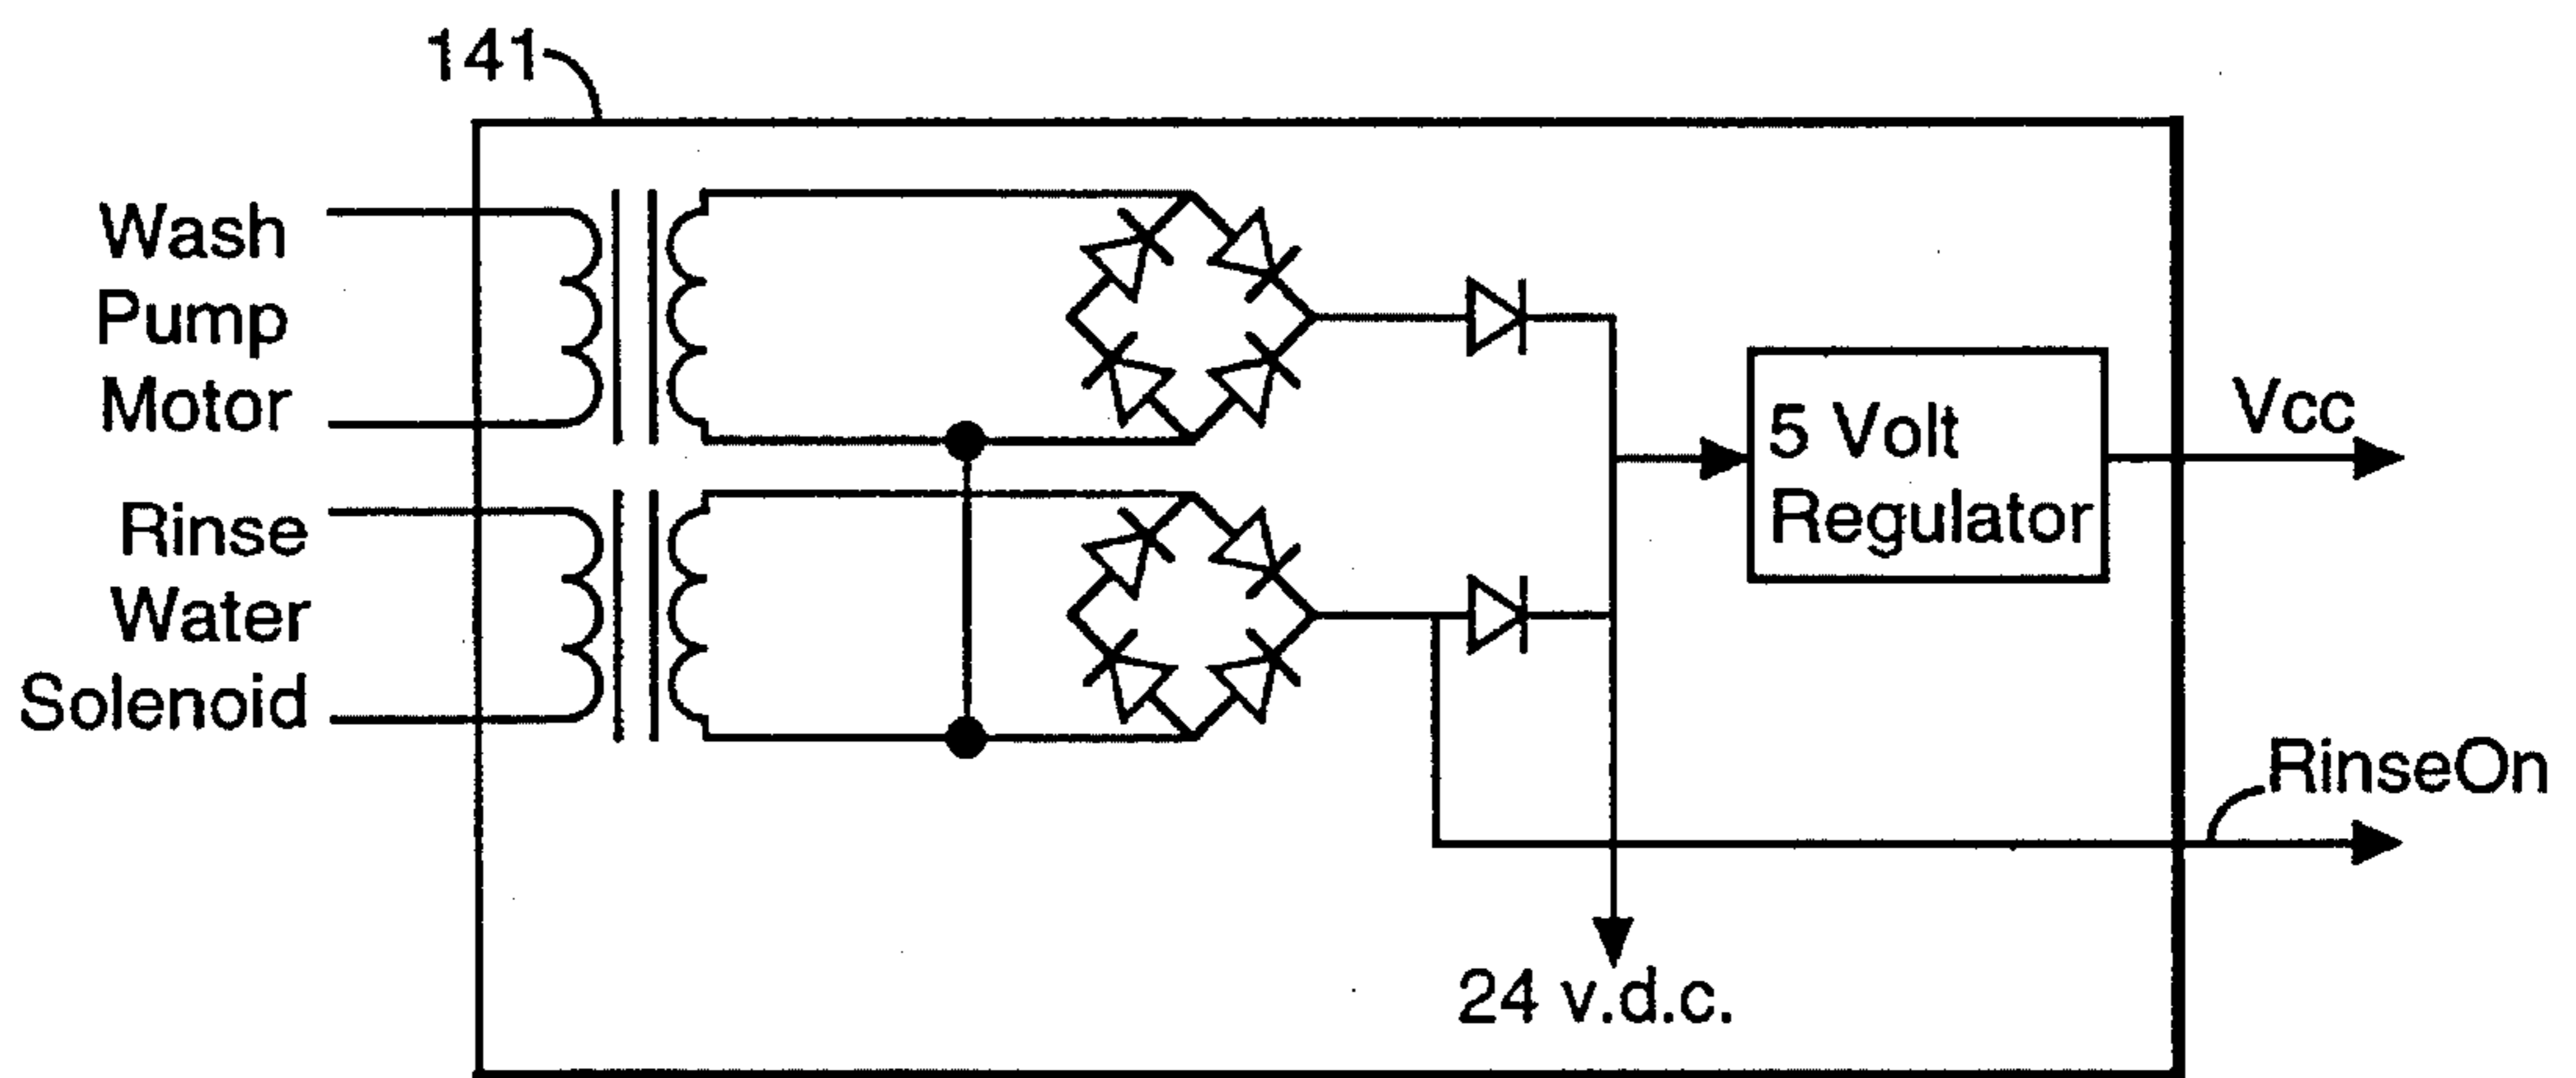 141
Wash
Pump
Motor
Rinse
Water
Solenoid
5 Volt
Regulator
Vcc
RinseOn
24 v.d.c.